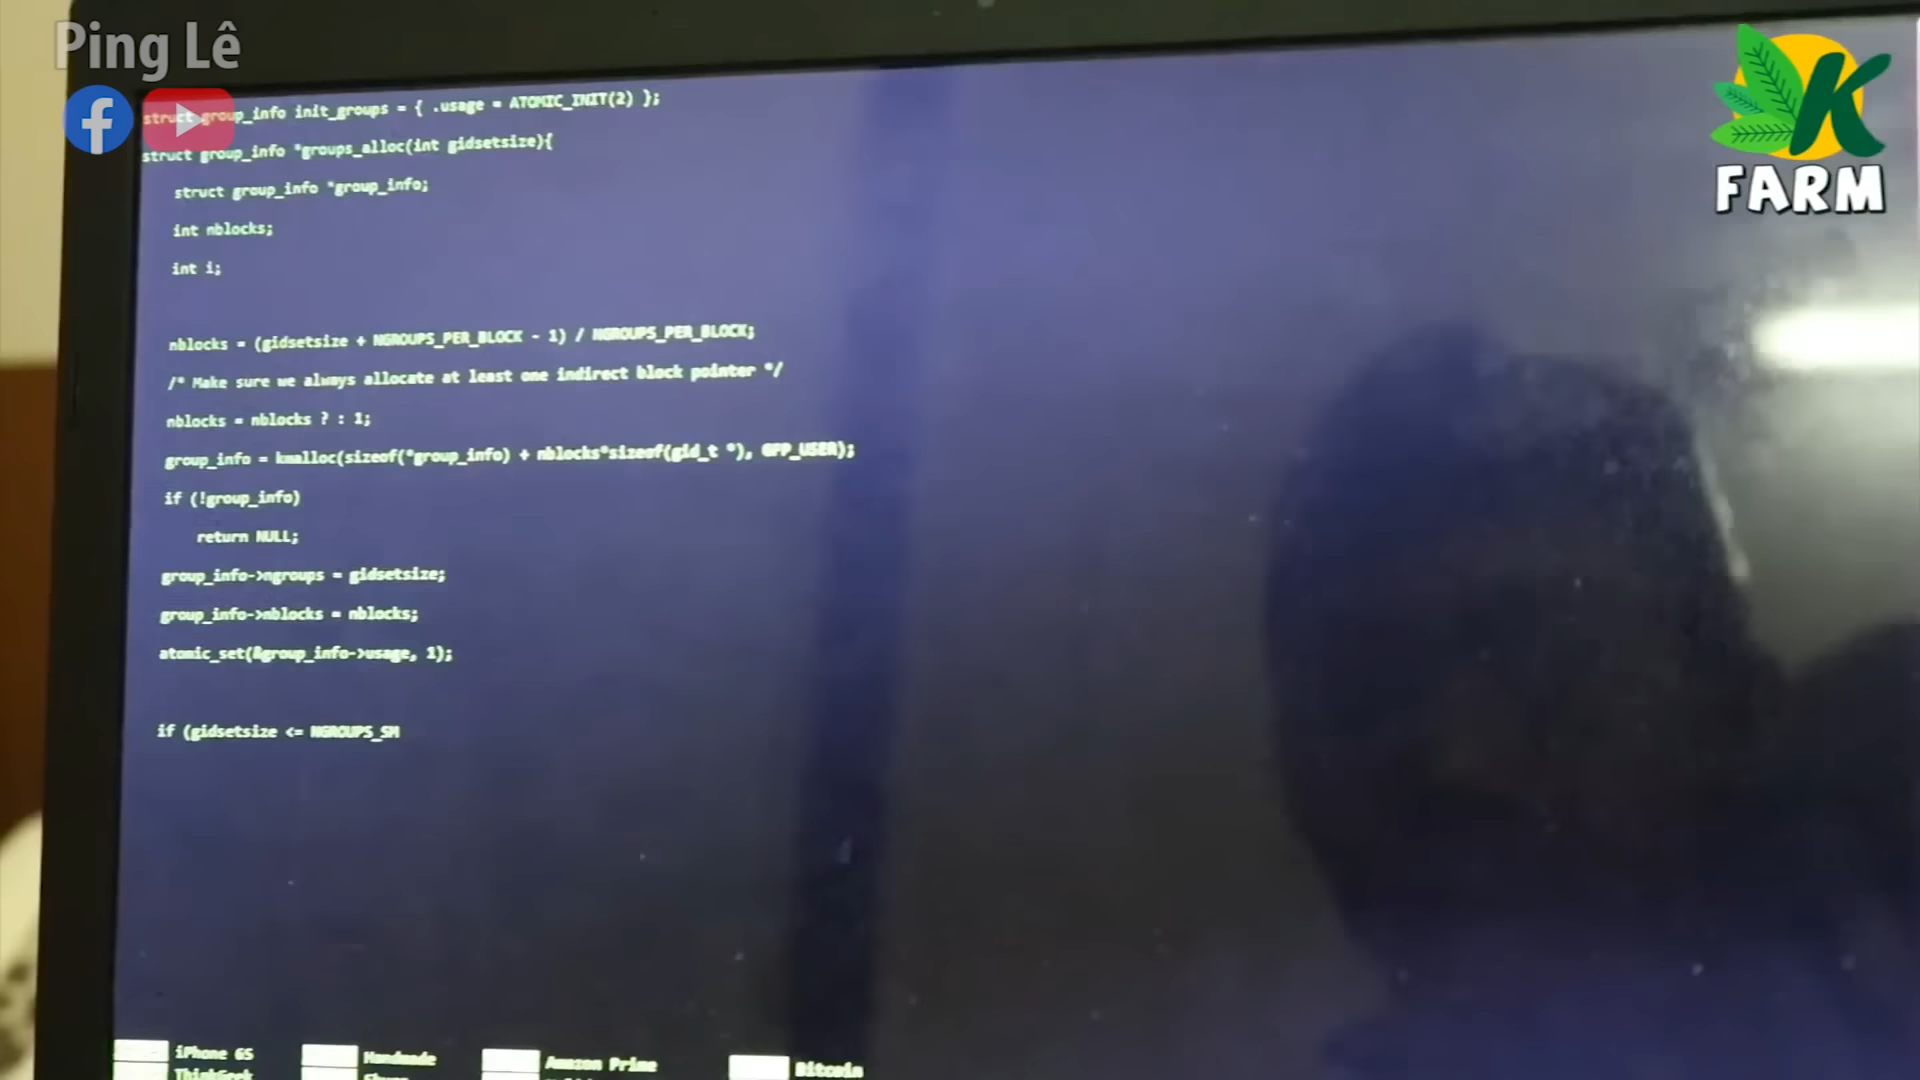 Ping Lê
K
FARM
struct group_info init_groups = { .usage = ATOMIC_INIT(2) };
struct group_info *groups_alloc(int gidsetsize){
struct group_info *group_info;
int nblocks;
int i;
nblocks = (gidsetsize + NGROUPS_PER_BLOCK - 1) / NGROUPS_PER_BLOCK;
/* Make sure we always allocate at least one indirect block pointer */
nblocks = nblocks ? : 1;
group_info = kmalloc(sizeof(*group_info) + nblocks*sizeof(gid_t *), GFP_USER);
if (!group_info)
return NULL;
group_info->ngroups = gidsetsize;
group_info->nblocks = nblocks;
atomic_set(&group_info->usage, 1);
if (gidsetsize <= NGROUPS_SM
iPhone 6S Handmade Amazon Prime Bitcoin
ThinkGeek